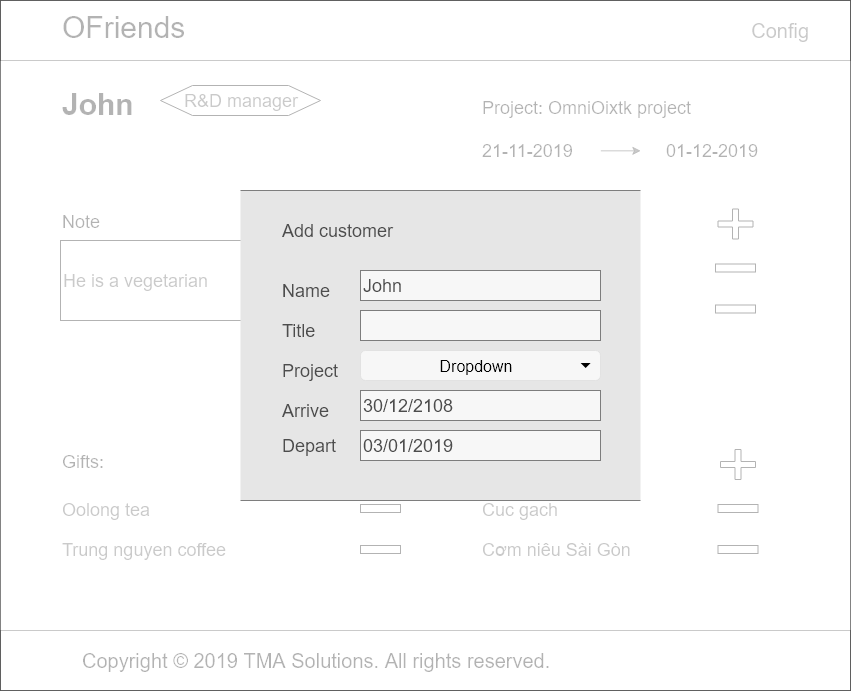 OFriends
Config
John
R&D manager
Project: OmniOixtk project
21-11-2019
01-12-2019
Note
He is a vegetarian
Add customer
Name
John
Title
Project
Dropdown
Arrive
30/12/2108
Depart
03/01/2019
Gifts:
Oolong tea
Cuc gach
Trung nguyen coffee
Cơm niêu Sài Gòn
Copyright © 2019 TMA Solutions. All rights reserved.